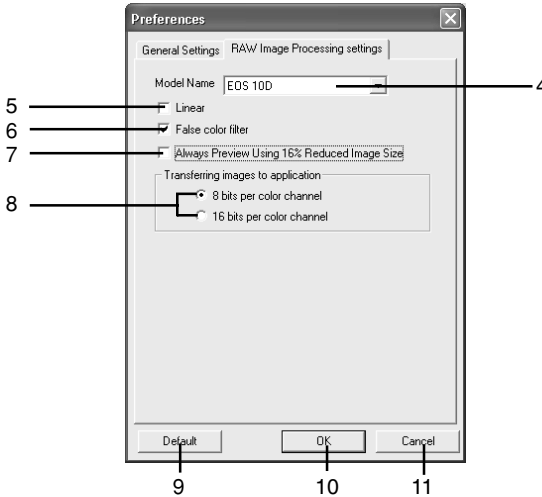 Preferences
General Settings RAW Image Processing settings
Model Name EOS 10D 4
5 Linear
6 False color filter
7 Always Preview Using 16% Reduced Image Size
Transferring images to application
8 bits per color channel
8
16 bits per color channel
Default OK Cancel
9 10 11